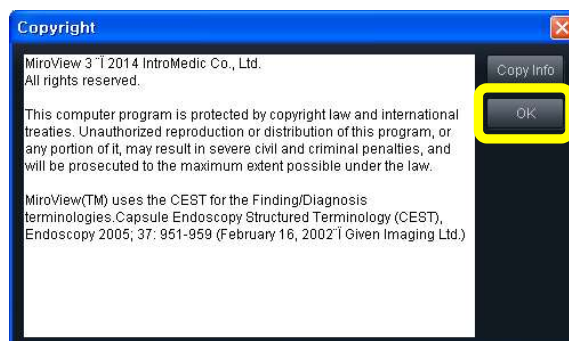 Copyright
MiroView 3 ¨Ï 2014 IntroMedic Co., Ltd.
All rights reserved.
This computer program is protected by copyright law and international
treaties. Unauthorized reproduction or distribution of this program, or
any portion of it, may result in severe civil and criminal penalties, and
will be prosecuted to the maximum extent possible under the law.
MiroView(TM) uses the CEST for the Finding/Diagnosis
terminologies.Capsule Endoscopy Structured Terminology (CEST),
Endoscopy 2005; 37: 951-959 (February 16, 2002¨Ï Given Imaging Ltd.)
Copy Info
OK